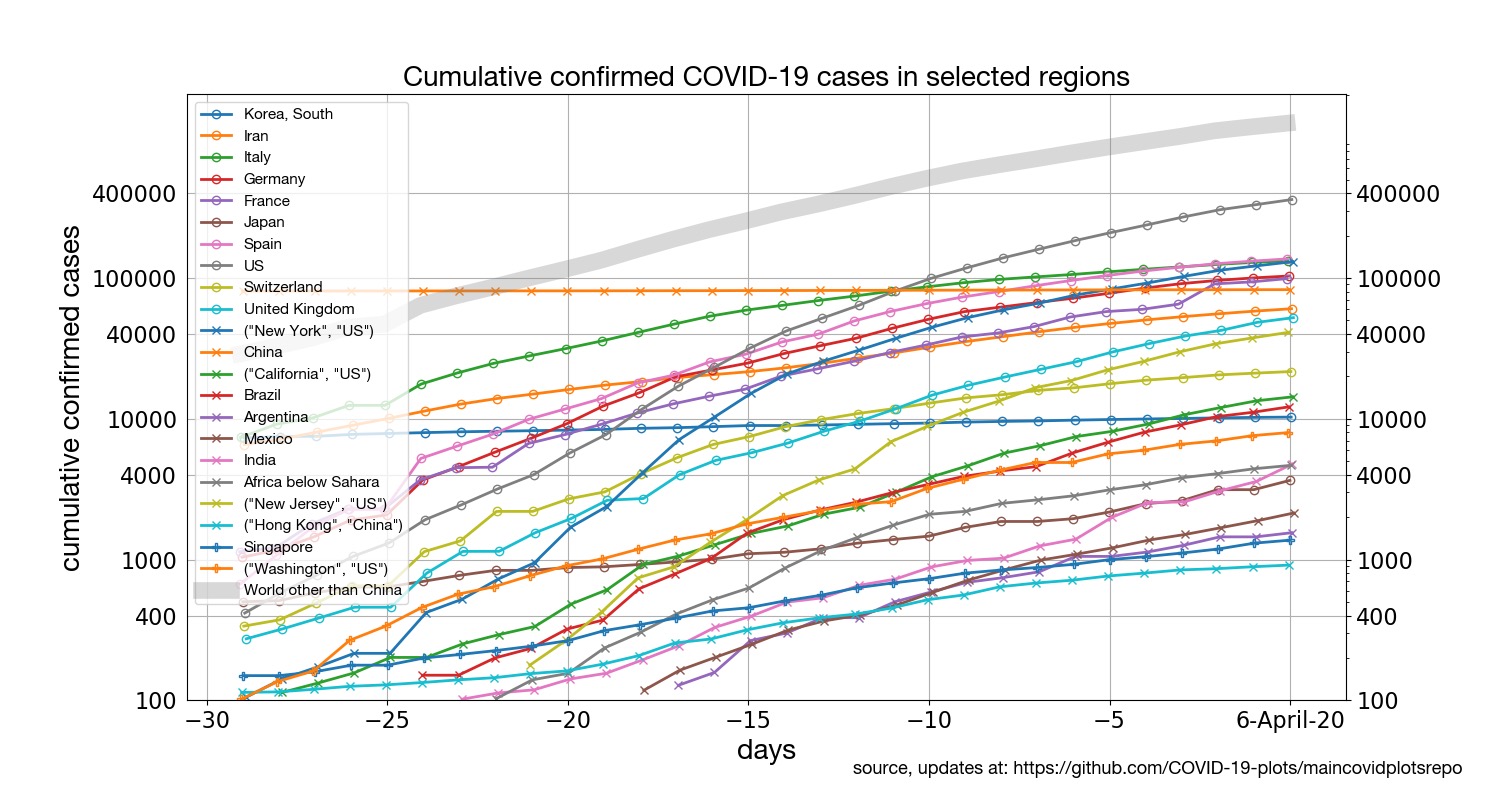 Cumulative confirmed COVID-19 cases in selected regions
cumulative confirmed cases
400000
100000
40000
10000
4000
1000
400
100
Korea, South
Iran
Italy
Germany
France
Japan
Spain
US
Switzerland
United Kingdom
("New York", "US")
China
("California", "US")
Brazil
Argentina
Mexico
India
Africa below Sahara
("New Jersey", "US")
("Hong Kong", "China")
Singapore
("Washington", "US")
World other than China
400000
100000
40000
10000
4000
1000
400
100
−30 −25 −20 −15 −10 −5 6-April-20
days
source, updates at: https://github.com/COVID-19-plots/maincovidplotsrepo